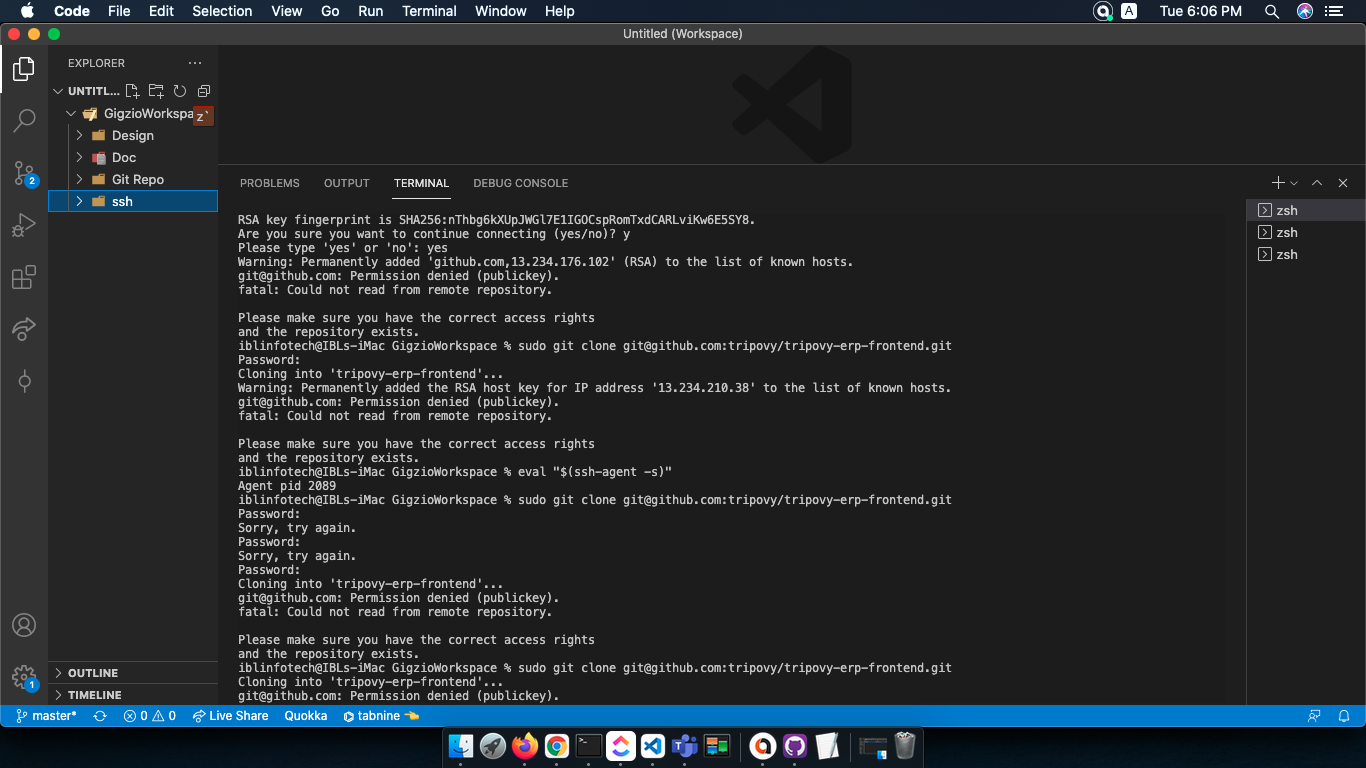 Code File Edit Selection View Go Run Terminal Window Help
A Tue 6:06 PM
Untitled (Workspace)
EXPLORER
UNTITL...
GigzioWorkspa
z`
Design
Doc
Git Repo
ssh
2
1
OUTLINE
TIMELINE
PROBLEMS OUTPUT TERMINAL DEBUG CONSOLE
RSA key fingerprint is SHA256:nThbg6kXUpJWGl7E1IGOCspRomTxdCARLviKw6E5SY8.
Are you sure you want to continue connecting (yes/no)? y
Please type 'yes' or 'no': yes
Warning: Permanently added 'github.com,13.234.176.102' (RSA) to the list of known hosts.
git@github.com: Permission denied (publickey).
fatal: Could not read from remote repository.
Please make sure you have the correct access rights
and the repository exists.
iblinfotech@IBLs-iMac GigzioWorkspace % sudo git clone git@github.com:tripovy/tripovy-erp-frontend.git
Password:
Cloning into 'tripovy-erp-frontend'...
Warning: Permanently added the RSA host key for IP address '13.234.210.38' to the list of known hosts.
git@github.com: Permission denied (publickey).
fatal: Could not read from remote repository.
Please make sure you have the correct access rights
and the repository exists.
iblinfotech@IBLs-iMac GigzioWorkspace % eval "$(ssh-agent -s)"
Agent pid 2089
iblinfotech@IBLs-iMac GigzioWorkspace % sudo git clone git@github.com:tripovy/tripovy-erp-frontend.git
Password:
Sorry, try again.
Password:
Sorry, try again.
Password:
Cloning into 'tripovy-erp-frontend'...
git@github.com: Permission denied (publickey).
fatal: Could not read from remote repository.
Please make sure you have the correct access rights
and the repository exists.
iblinfotech@IBLs-iMac GigzioWorkspace % sudo git clone git@github.com:tripovy/tripovy-erp-frontend.git
Cloning into 'tripovy-erp-frontend'...
git@github.com: Permission denied (publickey).
zsh
zsh
zsh
master* 0 0 Live Share Quokka tabnine